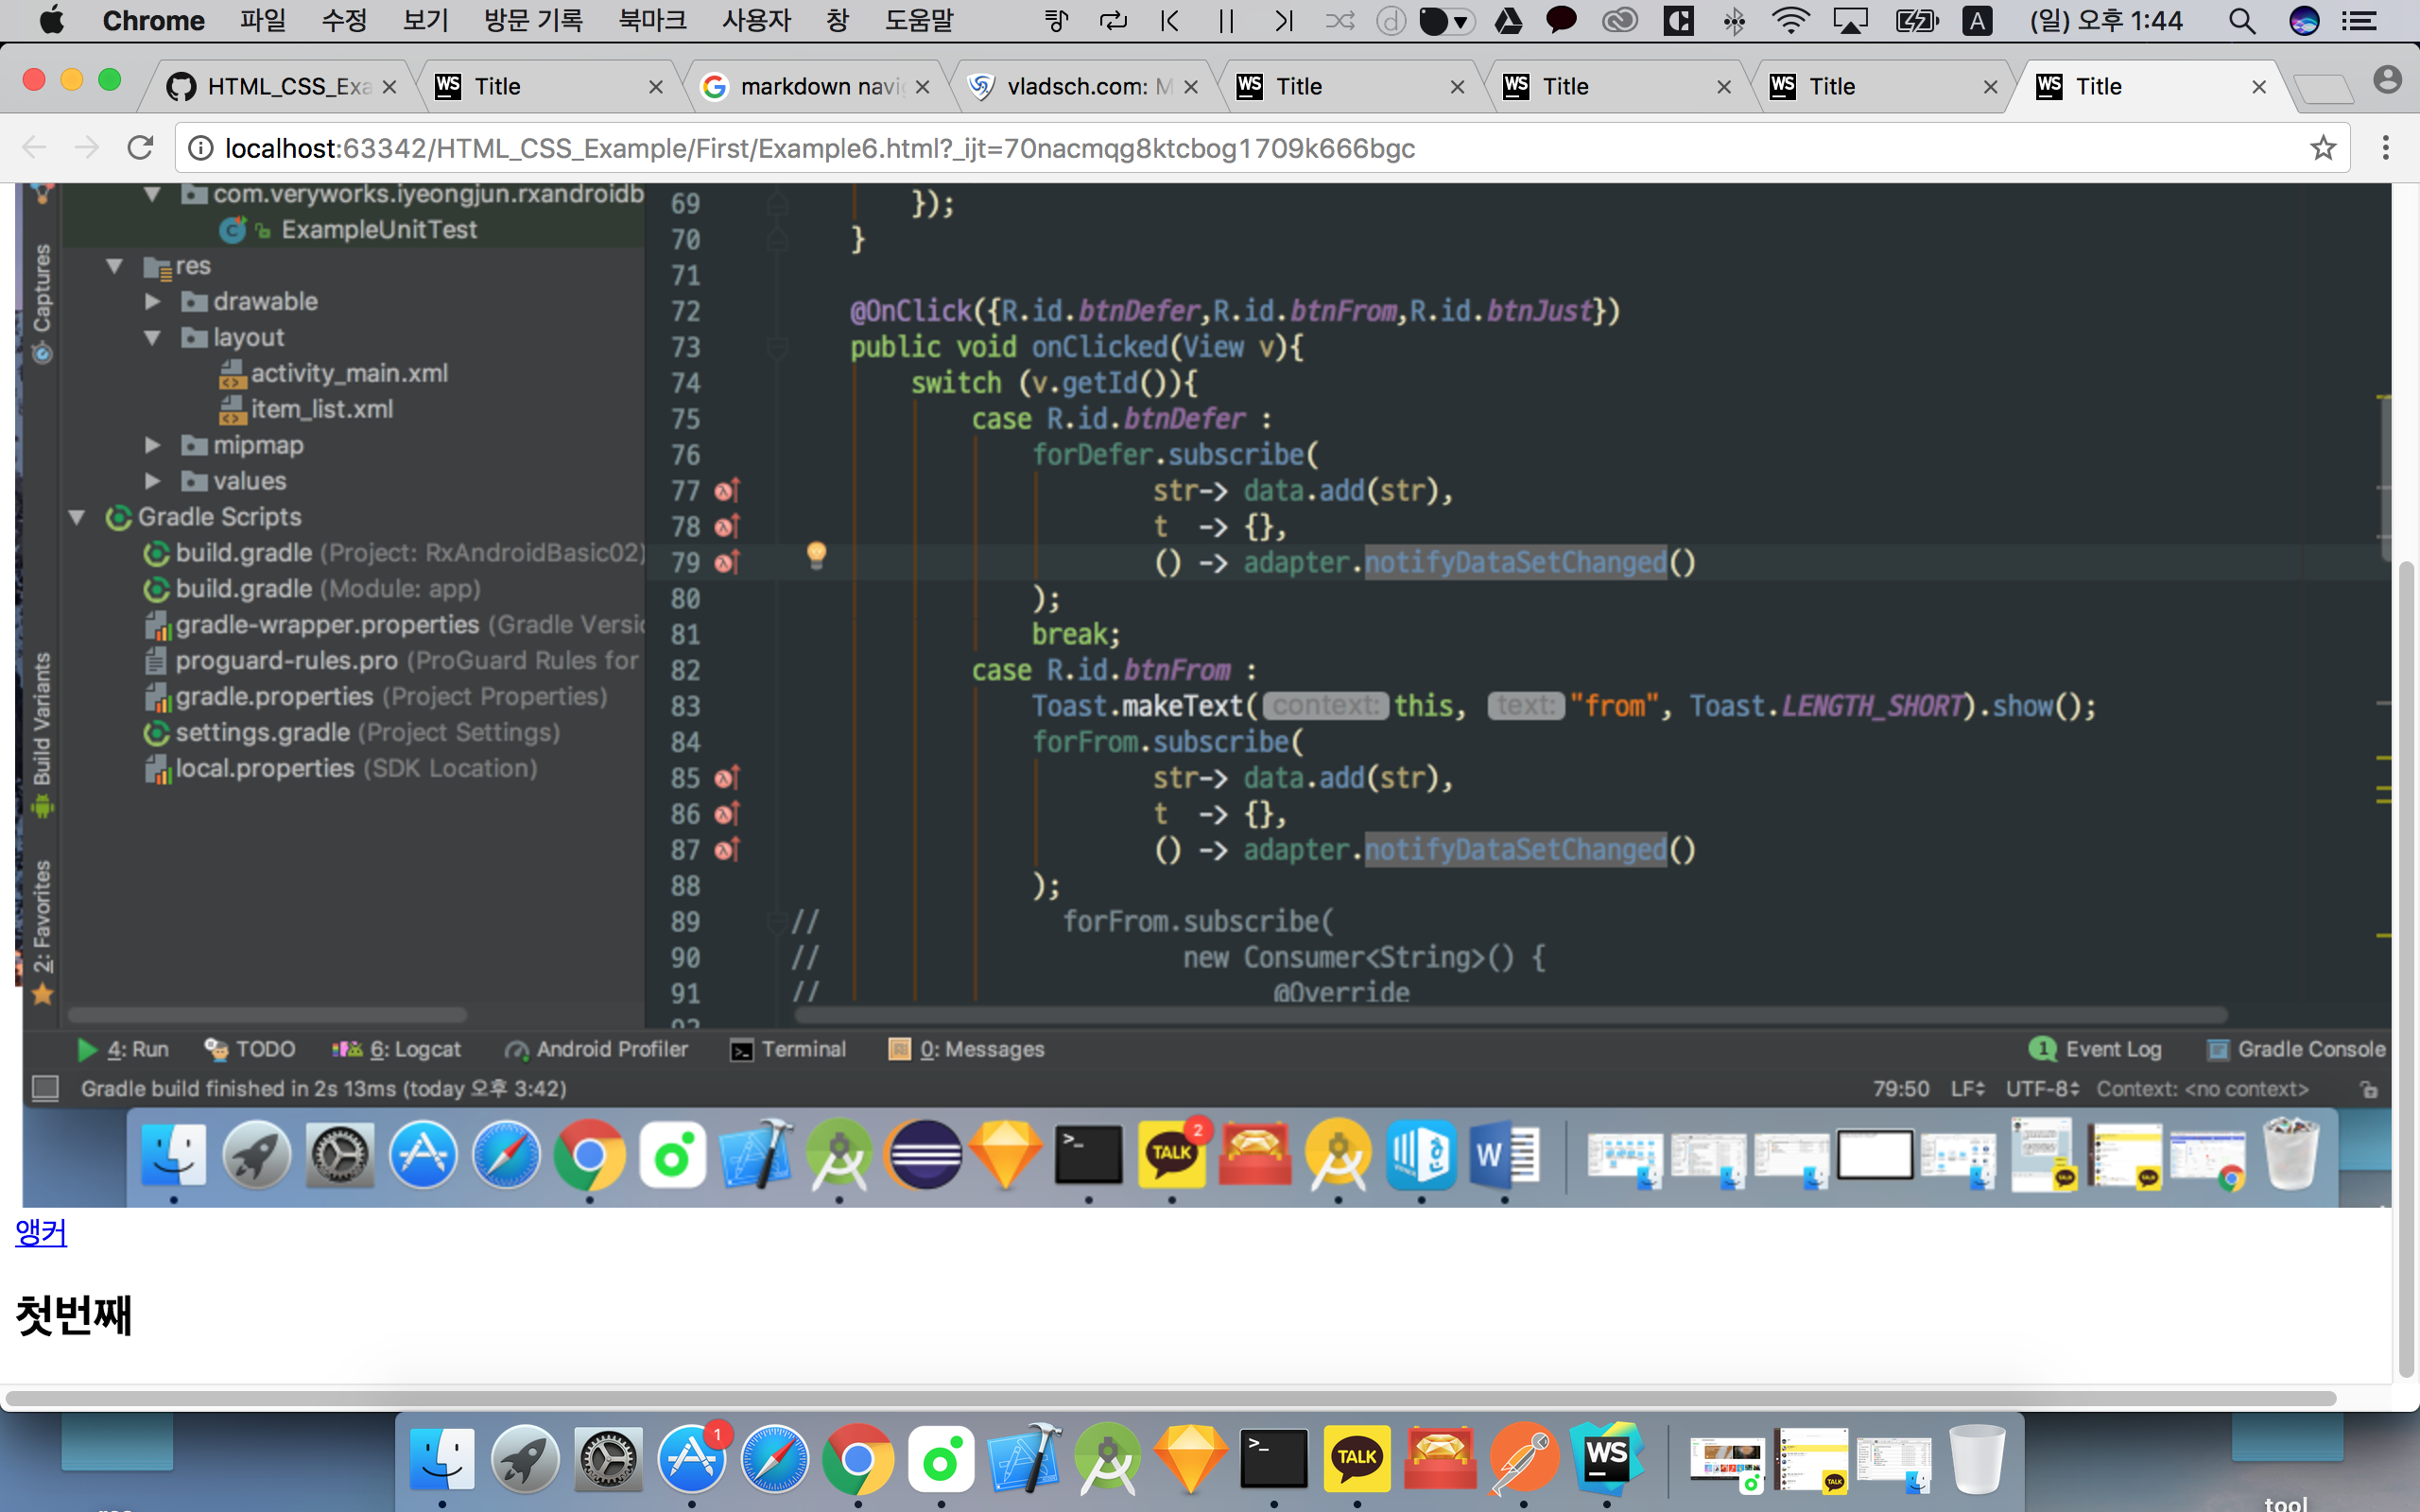 Chrome 파일 수정 보기 방문 기록 북마크 사용자 창 도움말 A (일) 오후 1:44
HTML_CSS_Exa Title markdown navi vladsch.com: M Title Title Title Title
localhost:63342/HTML_CSS_Example/First/Example6.html?_ijt=70nacmqg8ktcbog1709k666bgc
com.veryworks.iyeongjun.rxandroidb
ExampleUnitTest
res
drawable
layout
activity_main.xml
item_list.xml
mipmap
values
Gradle Scripts
build.gradle (Project: RxAndroidBasic02)
build.gradle (Module: app)
gradle-wrapper.properties (Gradle Versio
proguard-rules.pro (ProGuard Rules for
gradle.properties (Project Properties)
settings.gradle (Project Settings)
local.properties (SDK Location)
Captures
Build Variants
2: Favorites
69 });
70 }
71
72 @OnClick({R.id.btnDefer,R.id.btnFrom,R.id.btnJust})
73 public void onClicked(View v){
74 switch (v.getId()){
75 case R.id.btnDefer :
76 forDefer.subscribe(
77 str-> data.add(str),
78 t -> {},
79 () -> adapter.notifyDataSetChanged()
80 );
81 break;
82 case R.id.btnFrom :
83 Toast.makeText( context: this, text: "from", Toast.LENGTH_SHORT).show();
84 forFrom.subscribe(
85 str-> data.add(str),
86 t -> {},
87 () -> adapter.notifyDataSetChanged()
88 );
89 // forFrom.subscribe(
90 // new Consumer<String>() {
91 // @Override
92
4: Run TODO 6: Logcat Android Profiler Terminal 0: Messages 1 Event Log Gradle Console
Gradle build finished in 2s 13ms (today 오후 3:42) 79:50 LF UTF-8 Context: <no context>
TALK 2 W
앵커
첫번째
1 TALK WS
tool